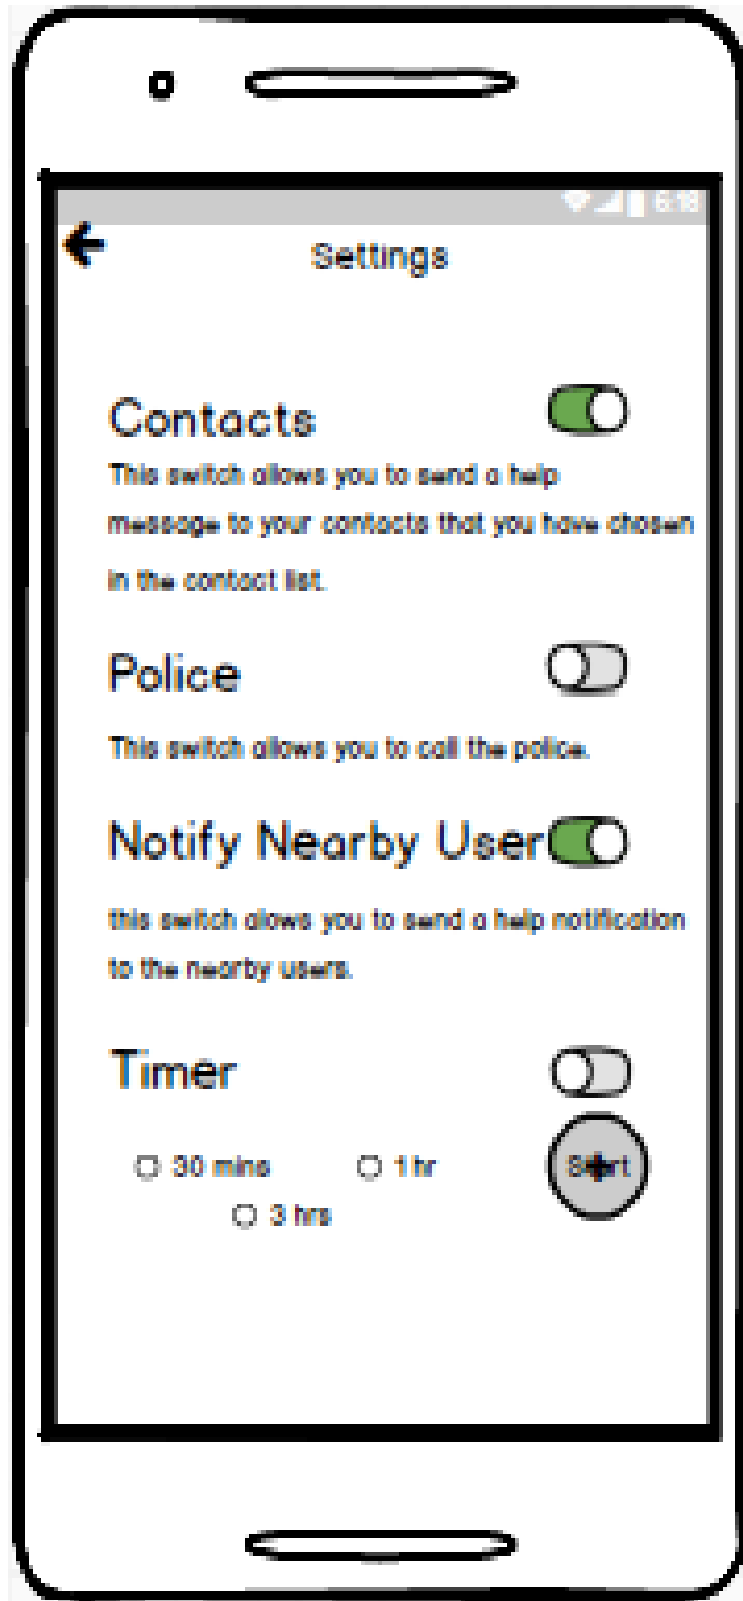 Settings
Contacts
This switch allows you to send a help
message to your contacts that you have chosen
in the contact list.
Police
This switch allows you to call the police.
Notify Nearby User
this switch alows you to send a help notification
to the nearby users.
Timer
30 mins
1 hr
Start
3 hrs